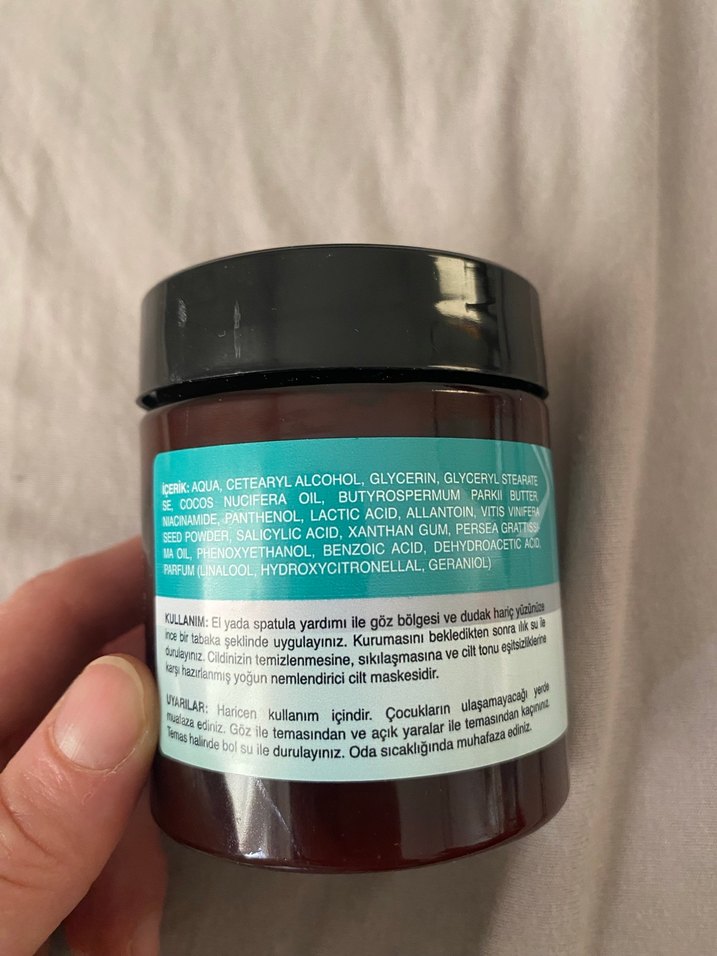 İÇERİK: AQUA, CETEARYL ALCOHOL, GLYCERIN, GLYCERYL STEARATE
SE, COCOS NUCIFERA OIL, BUTYROSPERMUM PARKII BUTTER,
NIACINAMIDE, PANTHENOL, LACTIC ACID, ALLANTOIN, VITIS VINIFERA
SEED POWDER, SALICYLIC ACID, XANTHAN GUM, PERSEA GRATISSI-
MA OIL, PHENOXYETHANOL, BENZOIC ACID, DEHYDROACETIC ACID,
PARFUM (LINALOOL, HYDROXYCITRONELLAL, GERANIOL)
KULLANIM: El yada spatula yardımı ile göz bölgesi ve dudak hariç yüzünüze
ince bir tabaka şeklinde uygulayınız. Kurumasını bekledikten sonra ılık su ile
durulayınız. Cildinizin temizlenmesine, sıkılaşmasına ve cilt tonu eşitsizliklerine
karşı hazırlanmış yoğun nemlendirici cilt maskesidir.
UYARILAR: Haricen kullanım içindir. Çocukların ulaşamayacağı yerde
muafaza ediniz. Göz ile temasından ve açık yaralar ile temasından kaçınınız.
Temas halinde bol su ile durulayınız. Oda sıcaklığında muhafaza ediniz.